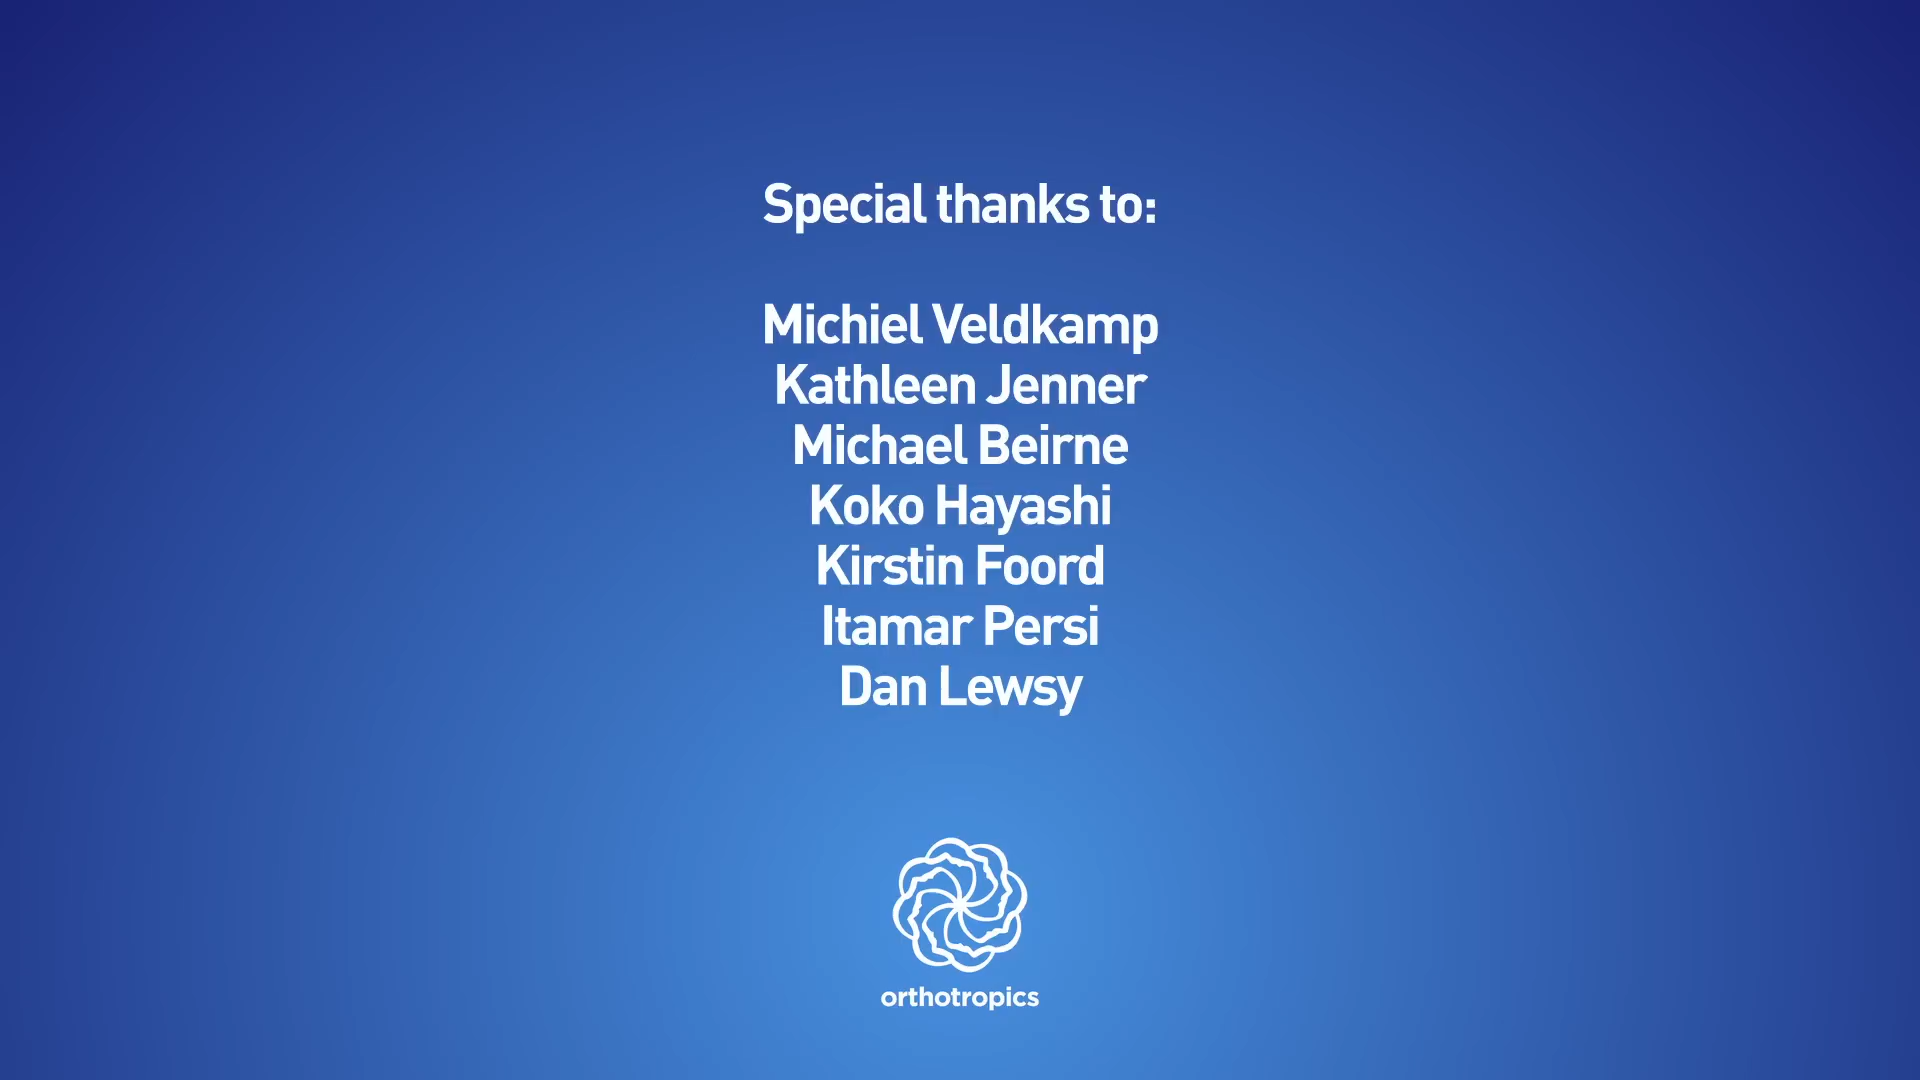 Special thanks to:
Michiel Veldkamp
Kathleen Jenner
Michael Beirne
Koko Hayashi
Kirstin Foord
Itamar Persi
Dan Lewsy
orthotropics